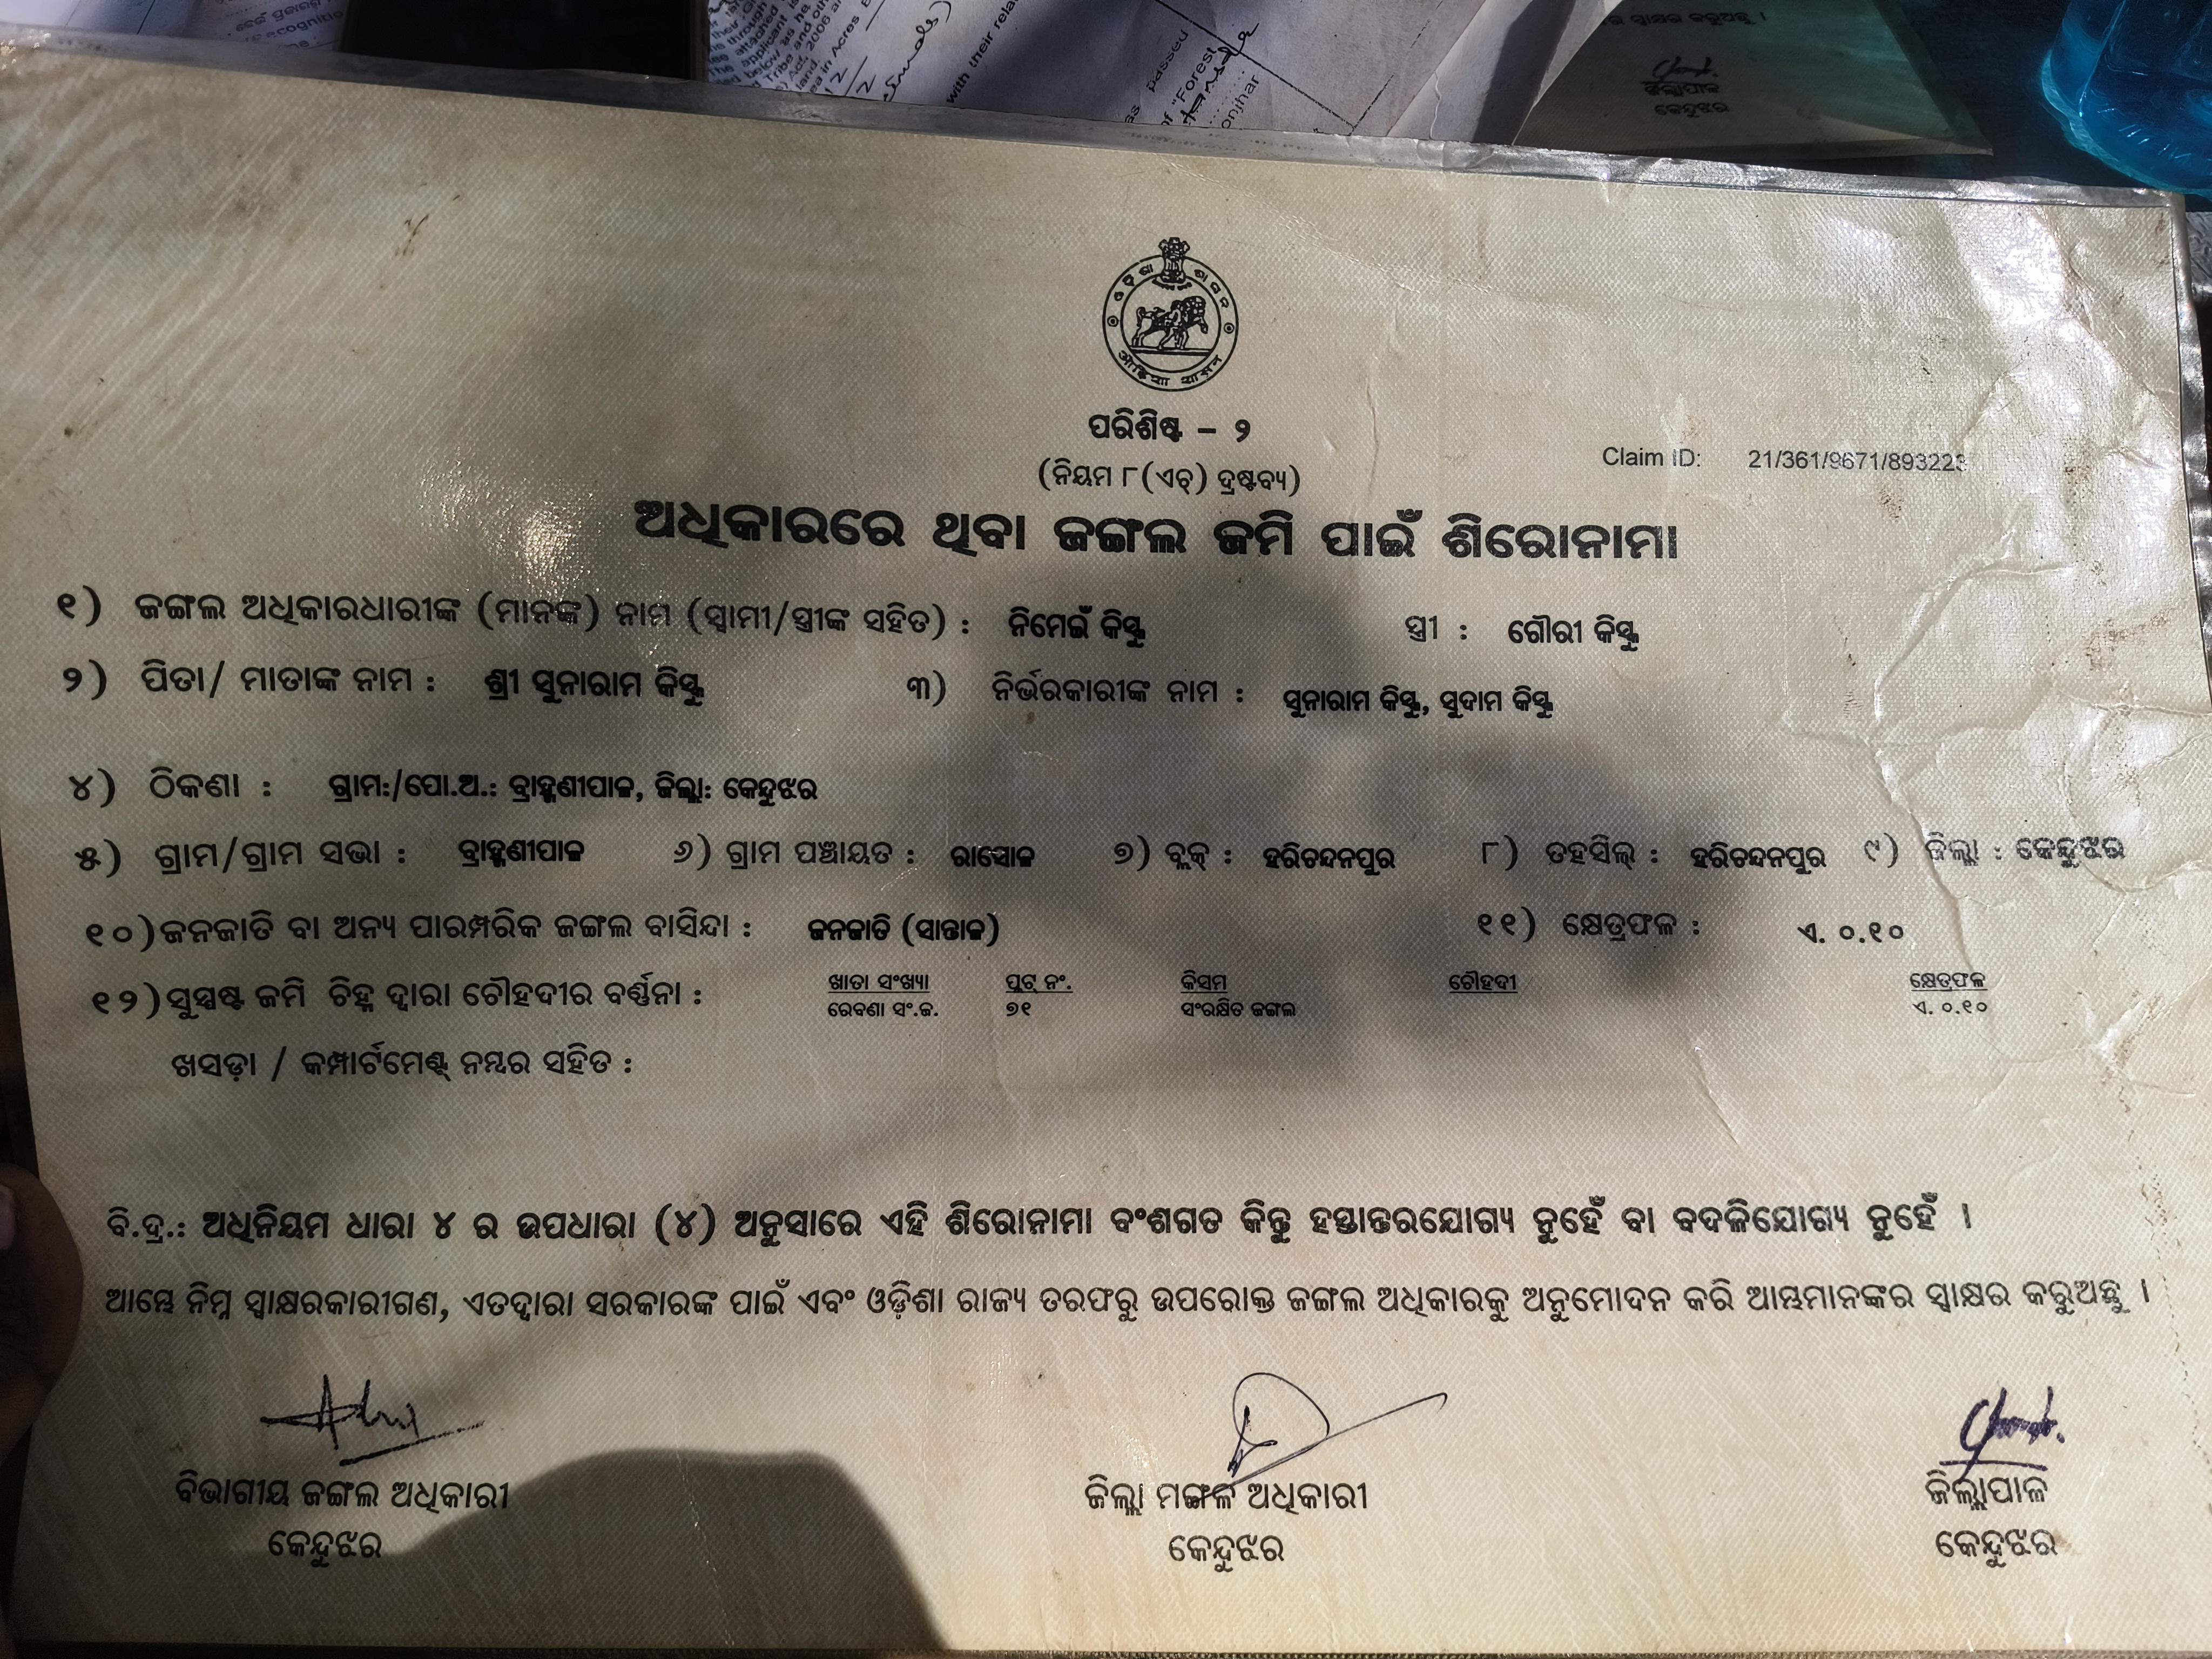 ପରିଶିଷ୍ଟ – ୨
Claim ID: 21/361/9671/893223
(ନିୟମ ୮(ଏଚ୍) ଦ୍ରଷ୍ଟବ୍ୟ)
ଅଧିକାରରେ ଥିବା ଜଙ୍ଗଲ ଜମି ପାଇଁ ଶିରୋନାମା
୧) ଜଙ୍ଗଲ ଅଧିକାରଧାରୀଙ୍କ (ମାନଙ୍କ) ନାମ (ସ୍ୱାମୀ/ସ୍ତ୍ରୀଙ୍କ ସହିତ) : ନିମେଇଁ କିସ୍କୁ ସ୍ତ୍ରୀ : ଗୌରୀ କିସ୍କୁ
୨) ପିତା/ ମାତାଙ୍କ ନାମ : ଶ୍ରୀ ସୁନାରାମ କିସ୍କୁ ୩) ନିର୍ଭରକାରୀଙ୍କ ନାମ : ସୁନାରାମ କିସ୍କୁ, ସୁଦାମ କିସ୍କୁ
୪) ଠିକଣା : ଗ୍ରାମ:/ପୋ.ଅ.: ବ୍ରାହ୍ମଣୀପାଳ, ଜିଲ୍ଲା: କେନ୍ଦୁଝର
୫) ଗ୍ରାମ/ଗ୍ରାମ ସଭା : ବ୍ରାହ୍ମଣୀପାଳ ୬) ଗ୍ରାମ ପଞ୍ଚାୟତ : ରାସୋଳ ୭) ବ୍ଲକ୍ : ହରିଚନ୍ଦନପୁର ୮) ତହସିଲ୍ : ହରିଚନ୍ଦନପୁର ୯) ଜିଲ୍ଲା : କେନ୍ଦୁଝର
୧୦) ଜନଜାତି ବା ଅନ୍ୟ ପାରମ୍ପରିକ ଜଙ୍ଗଲ ବାସିନ୍ଦା : ଜନଜାତି (ସାନ୍ତାଳ) ୧୧) କ୍ଷେତ୍ରଫଳ : ଏ. ୦.୧୦
୧୨) ସୁସ୍ପଷ୍ଟ ଜମି ଚିହ୍ନ ଦ୍ୱାରା ଚୌହଦୀର ବର୍ଣ୍ଣନା : ଖାତା ସଂଖ୍ୟା ପ୍ଲଟ୍ ନଂ. କିସମ ଚୌହଦୀ କ୍ଷେତ୍ରଫଳ
ରେବଣା ସଂ.ଜ. ୭୧ ସଂରକ୍ଷିତ ଜଙ୍ଗଲ ଏ. ୦.୧୦
ଖସଡ଼ା / କମ୍ପାର୍ଟମେଣ୍ଟ୍ ନମ୍ବର ସହିତ :
ବି.ଦ୍ର.: ଅଧିନିୟମ ଧାରା ୪ ର ଉପଧାରା (୪) ଅନୁସାରେ ଏହି ଶିରୋନାମା ବଂଶଗତ କିନ୍ତୁ ହସ୍ତାନ୍ତରଯୋଗ୍ୟ ନୁହେଁ ବା ବଦଳିଯୋଗ୍ୟ ନୁହେଁ ।
ଆମ୍ଭେ ନିମ୍ନ ସ୍ୱାକ୍ଷରକାରୀଗଣ, ଏତଦ୍ଦ୍ୱାରା ସରକାରଙ୍କ ପାଇଁ ଏବଂ ଓଡ଼ିଶା ରାଜ୍ୟ ତରଫରୁ ଉପରୋକ୍ତ ଜଙ୍ଗଲ ଅଧିକାରକୁ ଅନୁମୋଦନ କରି ଆମ୍ଭମାନଙ୍କର ସ୍ୱାକ୍ଷର କରୁଅଛୁ ।
ବିଭାଗୀୟ ଜଙ୍ଗଲ ଅଧିକାରୀ ଜିଲ୍ଲା ମଙ୍ଗଳ ଅଧିକାରୀ ଜିଲ୍ଲାପାଳ
କେନ୍ଦୁଝର କେନ୍ଦୁଝର କେନ୍ଦୁଝର